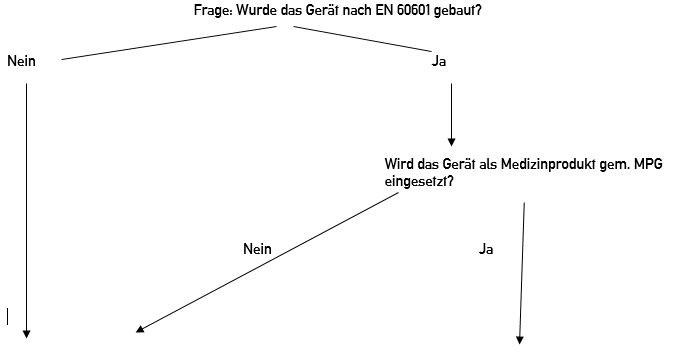 Frage: Wurde das Gerät nach EN 60601 gebaut?
Nein
Ja
Wird das Gerät als Medizinprodukt gem. MPG
eingesetzt?
Nein
Ja